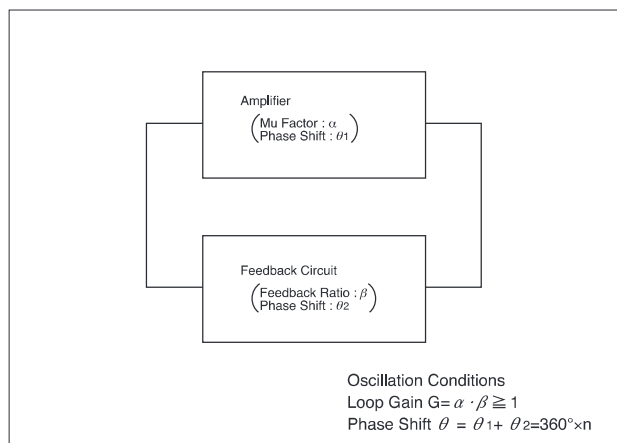 Amplifier
(Mu Factor : α
Phase Shift : θ1)
Feedback Circuit
(Feedback Ratio : β
Phase Shift : θ2)
Oscillation Conditions
Loop Gain G= α · β ≧ 1
Phase Shift θ = θ1+ θ2=360°×n